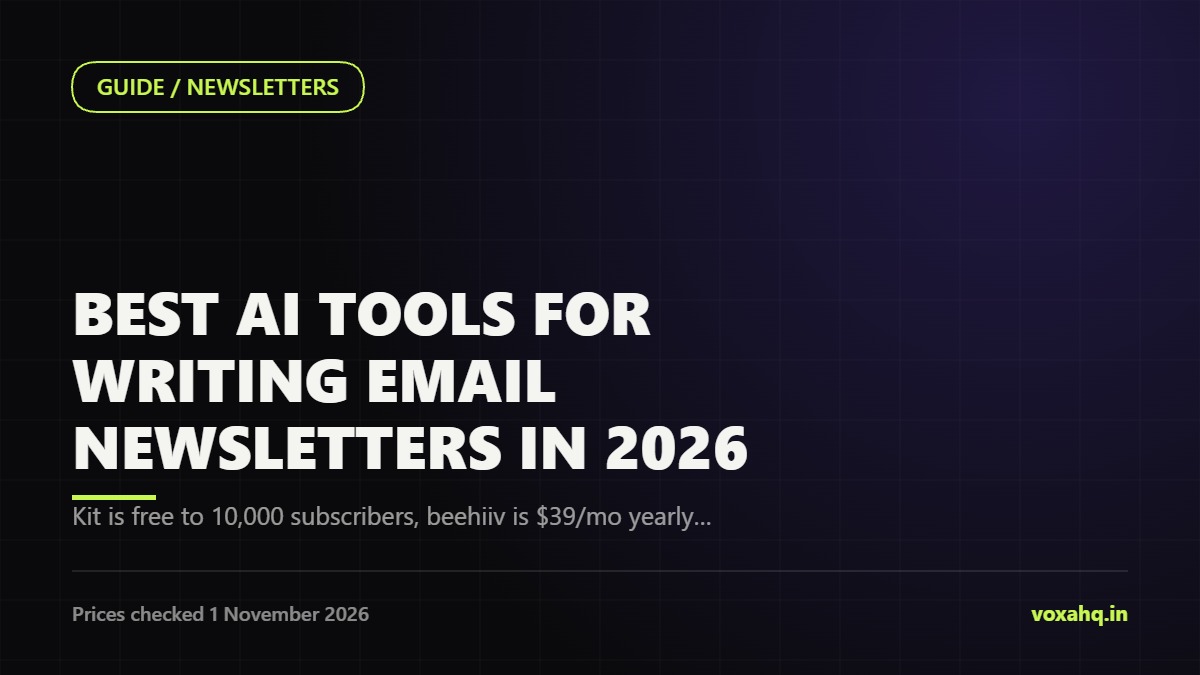 GUIDE / NEWSLETTERS
BEST AI TOOLS FOR
WRITING EMAIL
NEWSLETTERS IN 2026
Kit is free to 10,000 subscribers, beehiiv is $39/mo yearly...
Prices checked 1 November 2026
voxahq.in